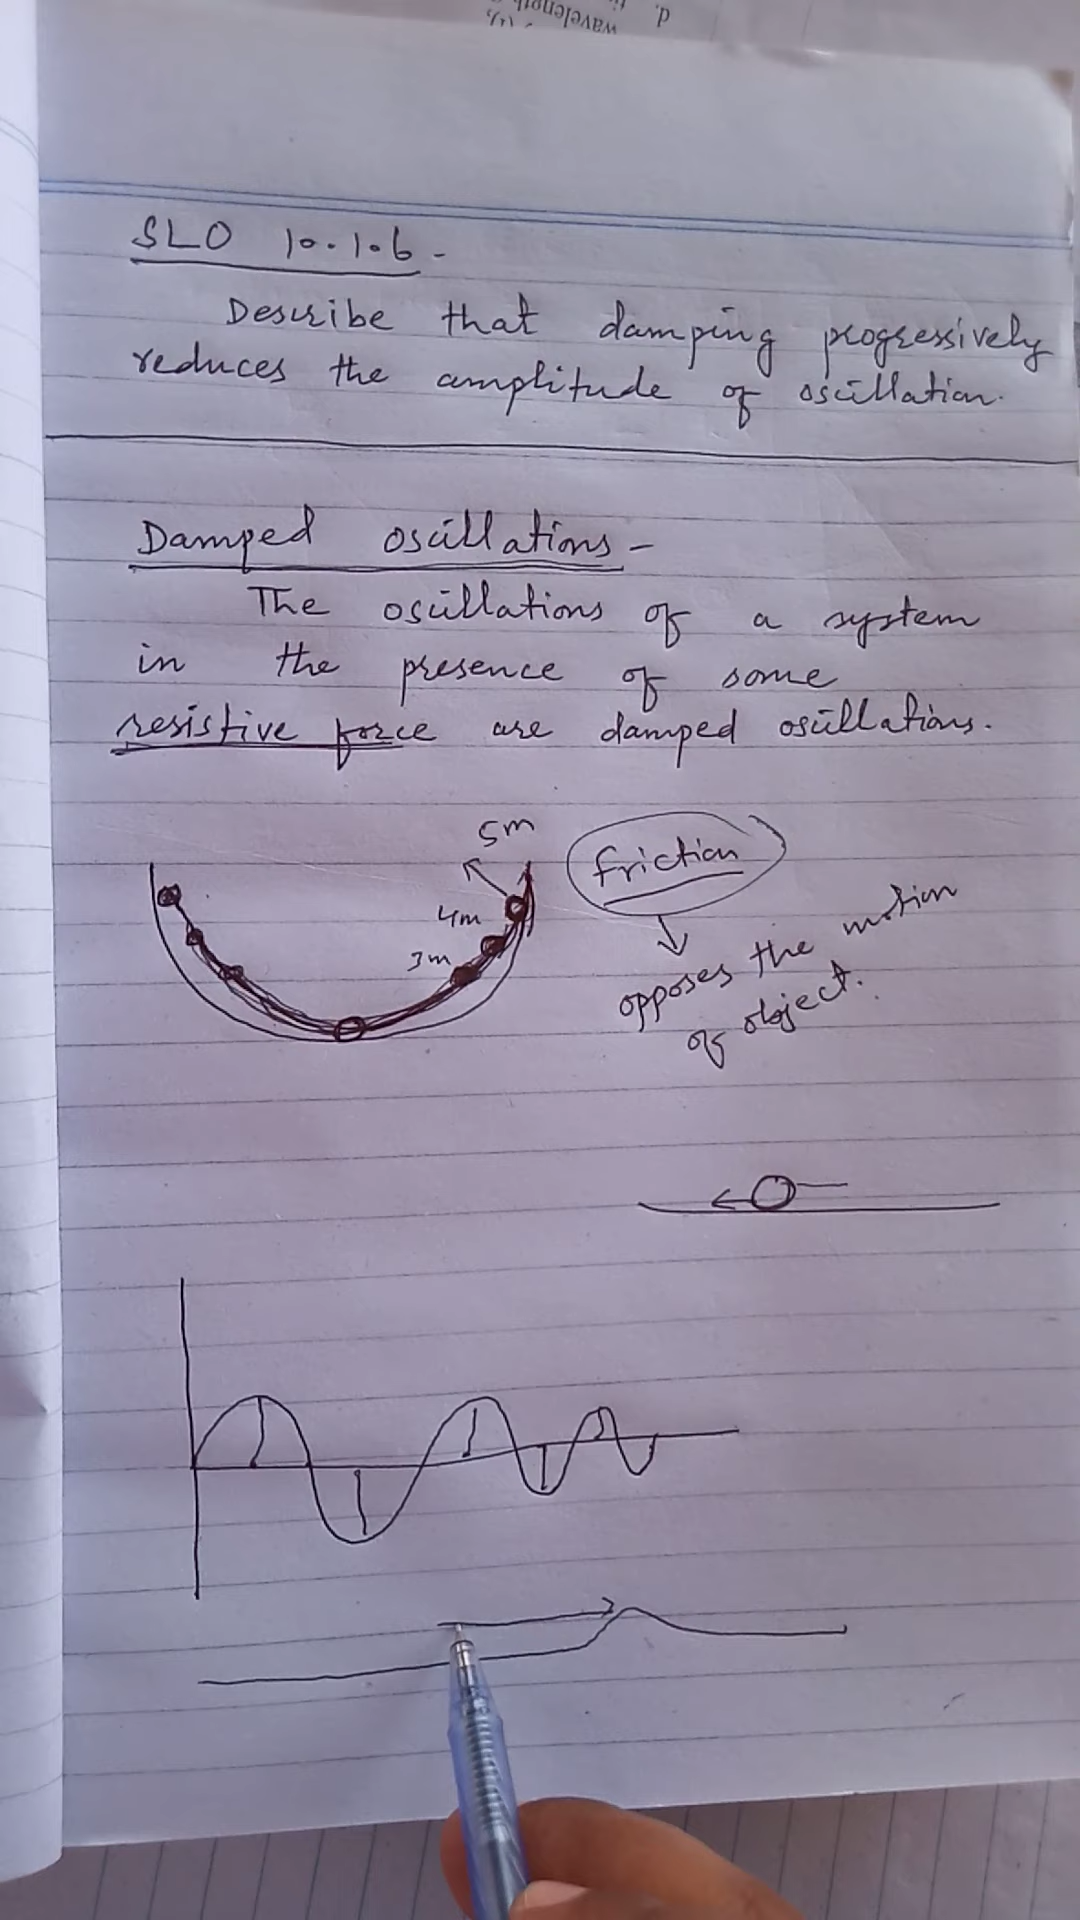 wavelength
d.
SLO 10.1.6 -
Describe that damping progressively
reduces the amplitude of oscillation.
Damped oscillations -
The oscillations of a system
in the presence of some
resistive force are damped oscillations.
5m
4m
3m
friction
opposes the motion
of object.